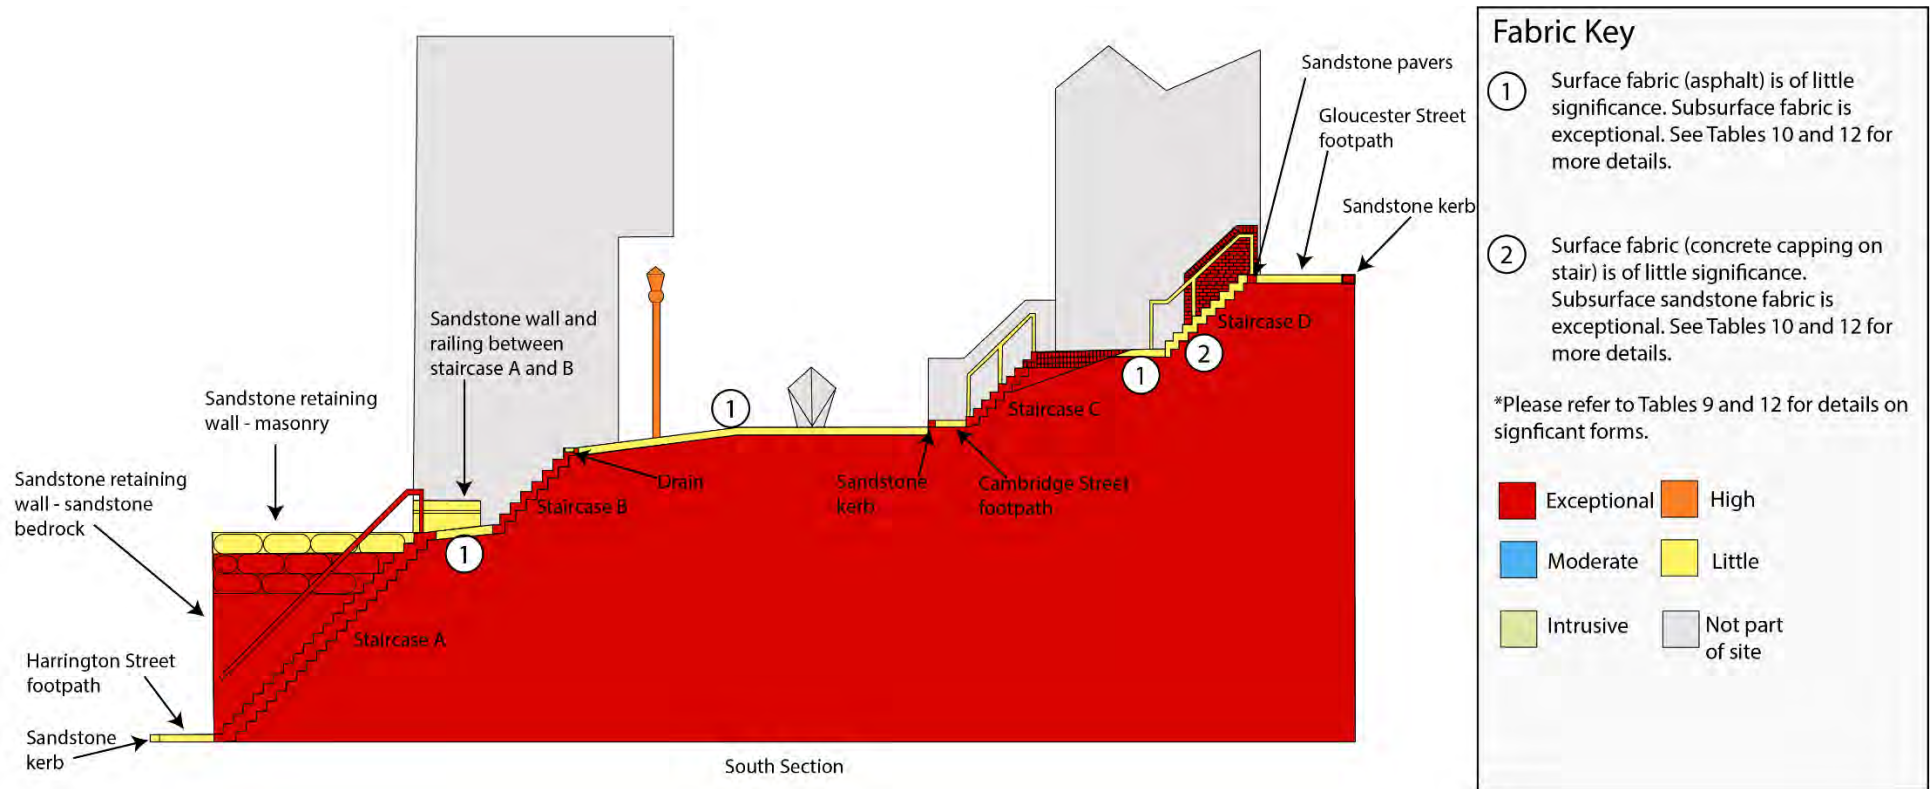 Sandstone pavers
Gloucester Street
footpath
Sandstone kerb
Sandstone wall and
railing between
staircase A and B
Sandstone retaining
wall - masonry
Sandstone retaining
wall - sandstone
bedrock
Harrington Street
footpath
Sandstone
kerb
Staircase A
1
Staircase B
Drain
1
Sandstone
kerb
Cambridge Street
footpath
Staircase C
1
2
Staircase D
South Section
Fabric Key
1
Surface fabric (asphalt) is of little
significance. Subsurface fabric is
exceptional. See Tables 10 and 12 for
more details.
2
Surface fabric (concrete capping on
stair) is of little significance.
Subsurface sandstone fabric is
exceptional. See Tables 10 and 12 for
more details.
*Please refer to Tables 9 and 12 for details on
signficant forms.
Exceptional
High
Moderate
Little
Intrusive
Not part
of site